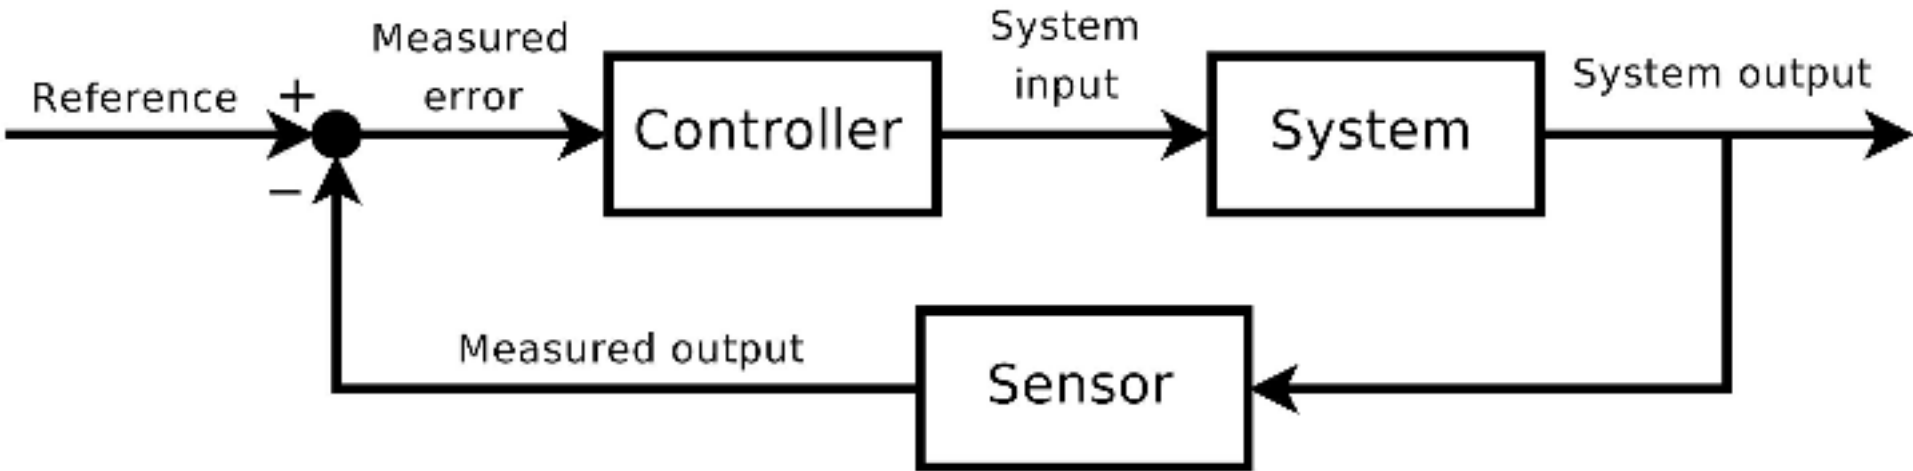 Reference
+
−
Measured
error
Controller
System
input
System
System output
Measured output
Sensor